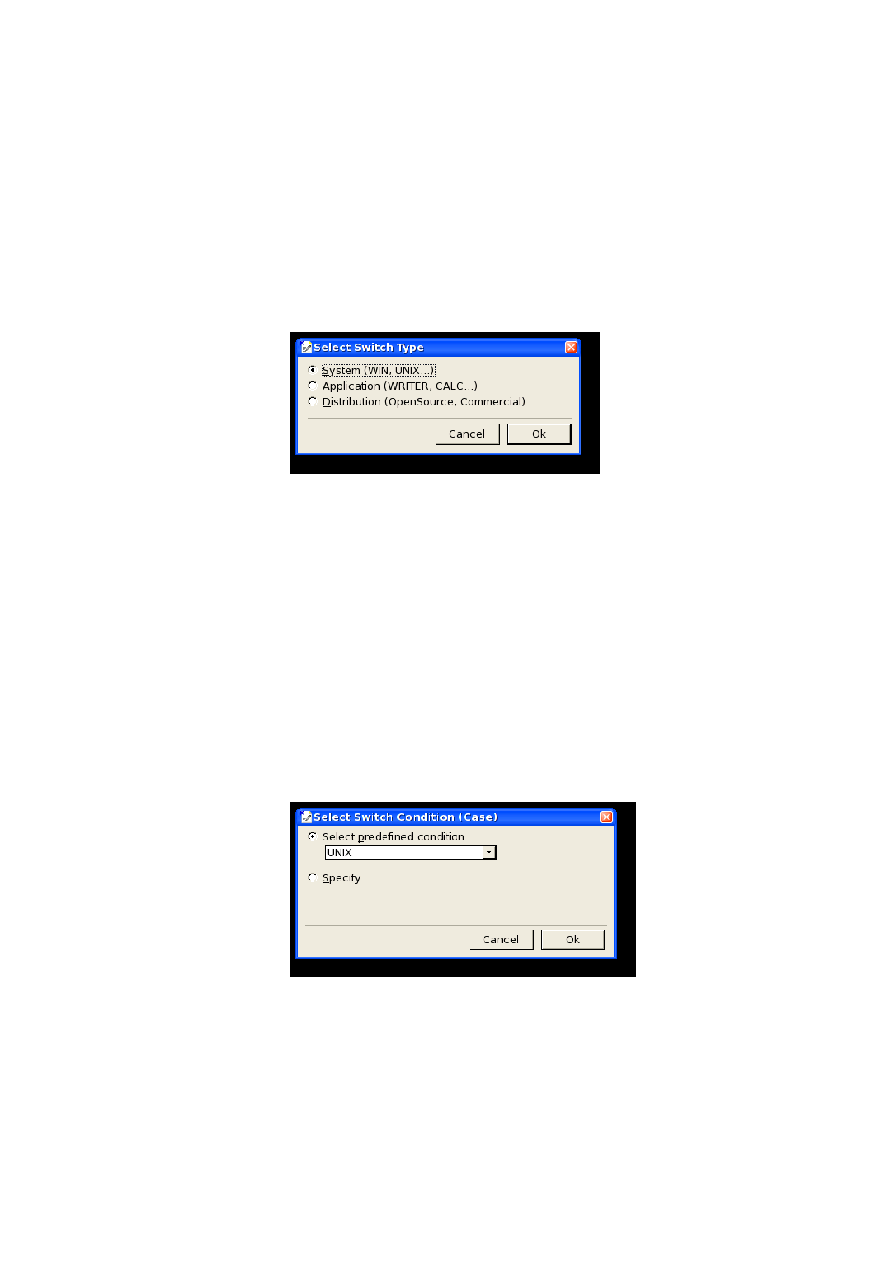 Select Switch Type
System (WIN, UNIX...)
Application (WRITER, CALC...)
Distribution (OpenSource, Commercial)
Cancel Ok
Select Switch Condition (Case)
Select predefined condition
UNIX
Specify
Cancel Ok